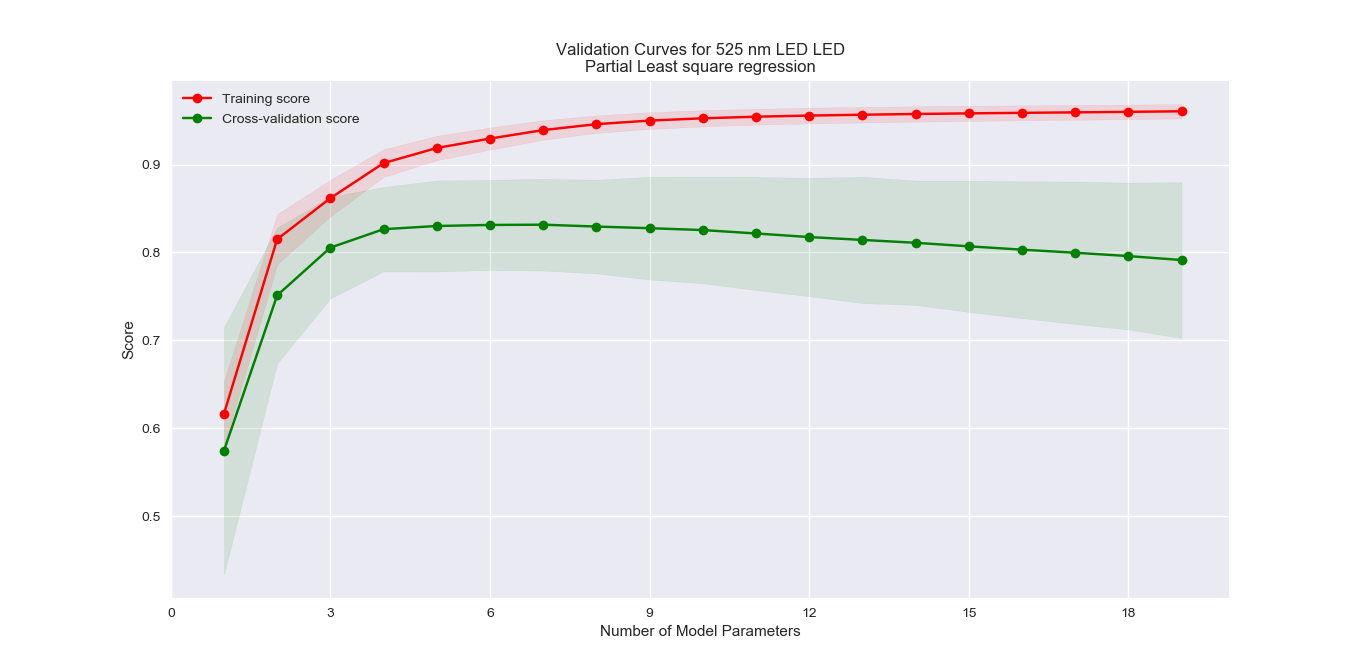 Validation Curves for 525 nm LED LED
Partial Least square regression
Training score
Cross-validation score
0.9
0.8
0.7
0.6
0.5
Score
0 3 6 9 12 15 18
Number of Model Parameters